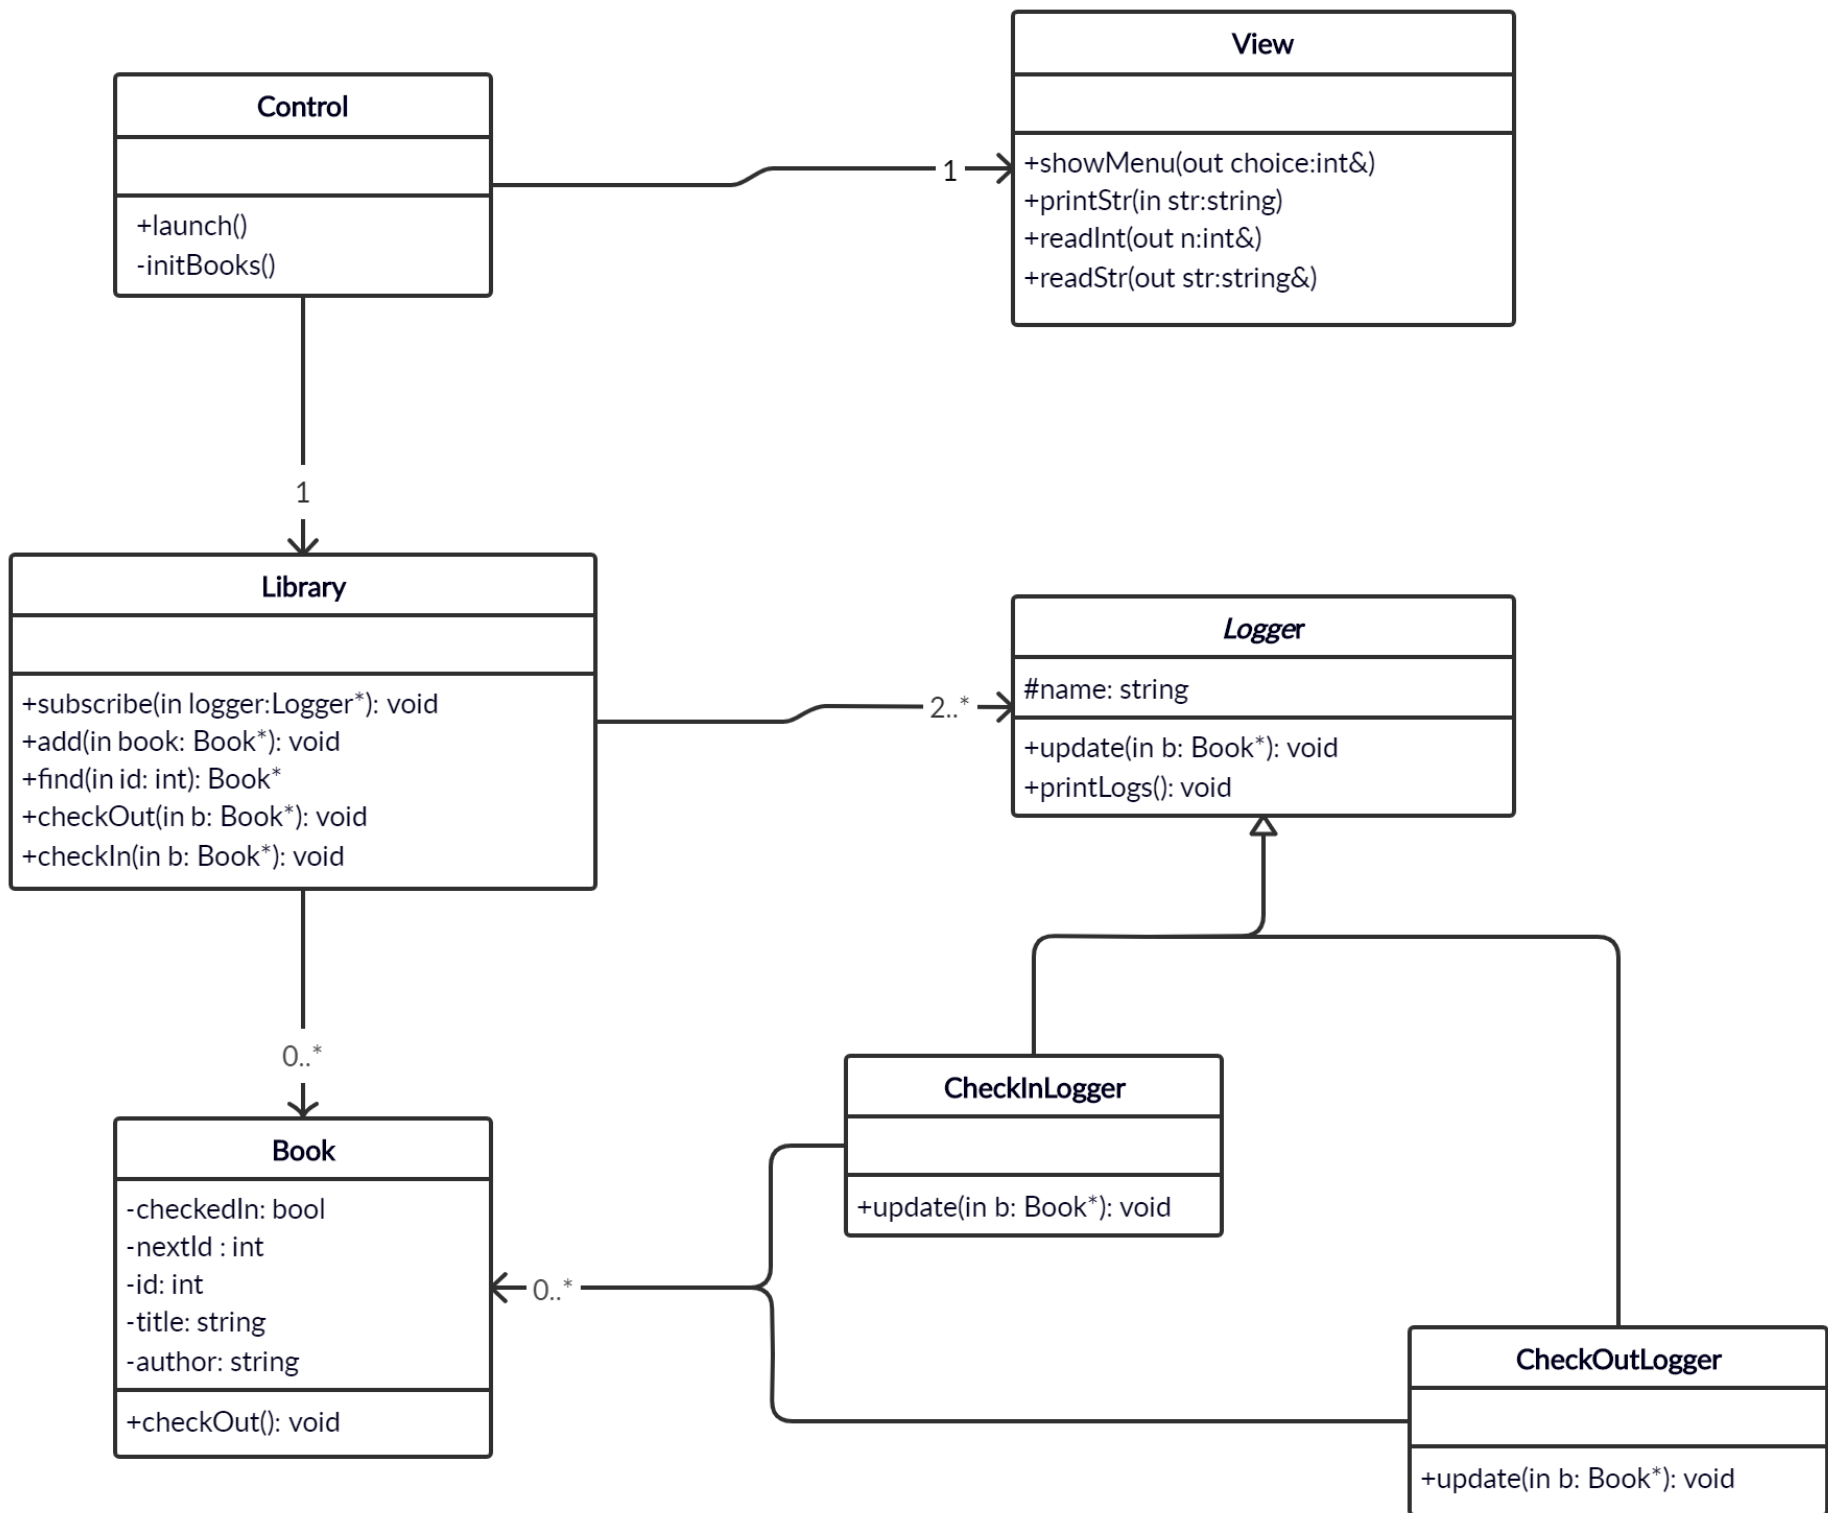 View
+showMenu(out choice:int&)
+printStr(in str:string)
+readInt(out n:int&)
+readStr(out str:string&)
Control
+launch()
-initBooks()
1
1
Library
+subscribe(in logger:Logger*): void
+add(in book: Book*): void
+find(in id: int): Book*
+checkOut(in b: Book*): void
+checkIn(in b: Book*): void
2..*
Logger
#name: string
+update(in b: Book*): void
+printLogs(): void
0..*
Book
-checkedIn: bool
-nextId : int
-id: int
-title: string
-author: string
+checkOut(): void
0..*
CheckInLogger
+update(in b: Book*): void
CheckOutLogger
+update(in b: Book*): void